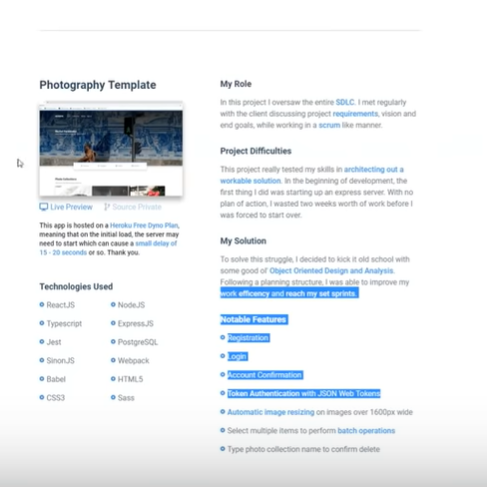 Photography Template
Live Preview
Source Private
This app is hosted on a Heroku Free Dyno Plan,
meaning that on the initial load, the server may
need to start which can cause a small delay of
15 - 20 seconds or so. Thank you.
Technologies Used
ReactJS
NodeJS
Typescript
ExpressJS
Jest
PostgreSQL
SinonJS
Webpack
Babel
HTML5
CSS3
Sass
My Role
In this project I oversaw the entire SDLC. I met regularly
with the client discussing project requirements, vision and
end goals, while working in a scrum like manner.
Project Difficulties
This project really tested my skills in architecting out a
workable solution. In the beginning of development, the
first thing I did was starting up an express server. With no
plan of action, I wasted two weeks worth of work before I
was forced to start over.
My Solution
To solve this struggle, I decided to kick it old school with
some good of Object Oriented Design and Analysis.
Following a planning structure, I was able to improve my
work efficency and reach my set sprints.
Notable Features
Registration
Login
Account Confirmation
Token Authentication with JSON Web Tokens
Automatic image resizing on images over 1600px wide
Select multiple items to perform batch operations
Type photo collection name to confirm delete